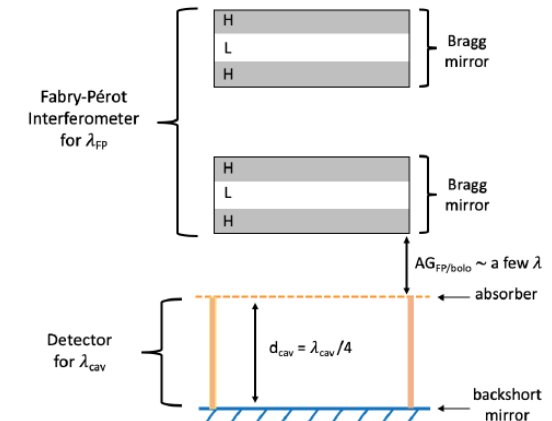 H
L
H
Bragg
mirror
Fabry-Pérot
Interferometer
for λFP
H
L
H
Bragg
mirror
AGFP/bolo ~ a few λ
absorber
Detector
for λcav
dcav = λcav/4
backshort
mirror